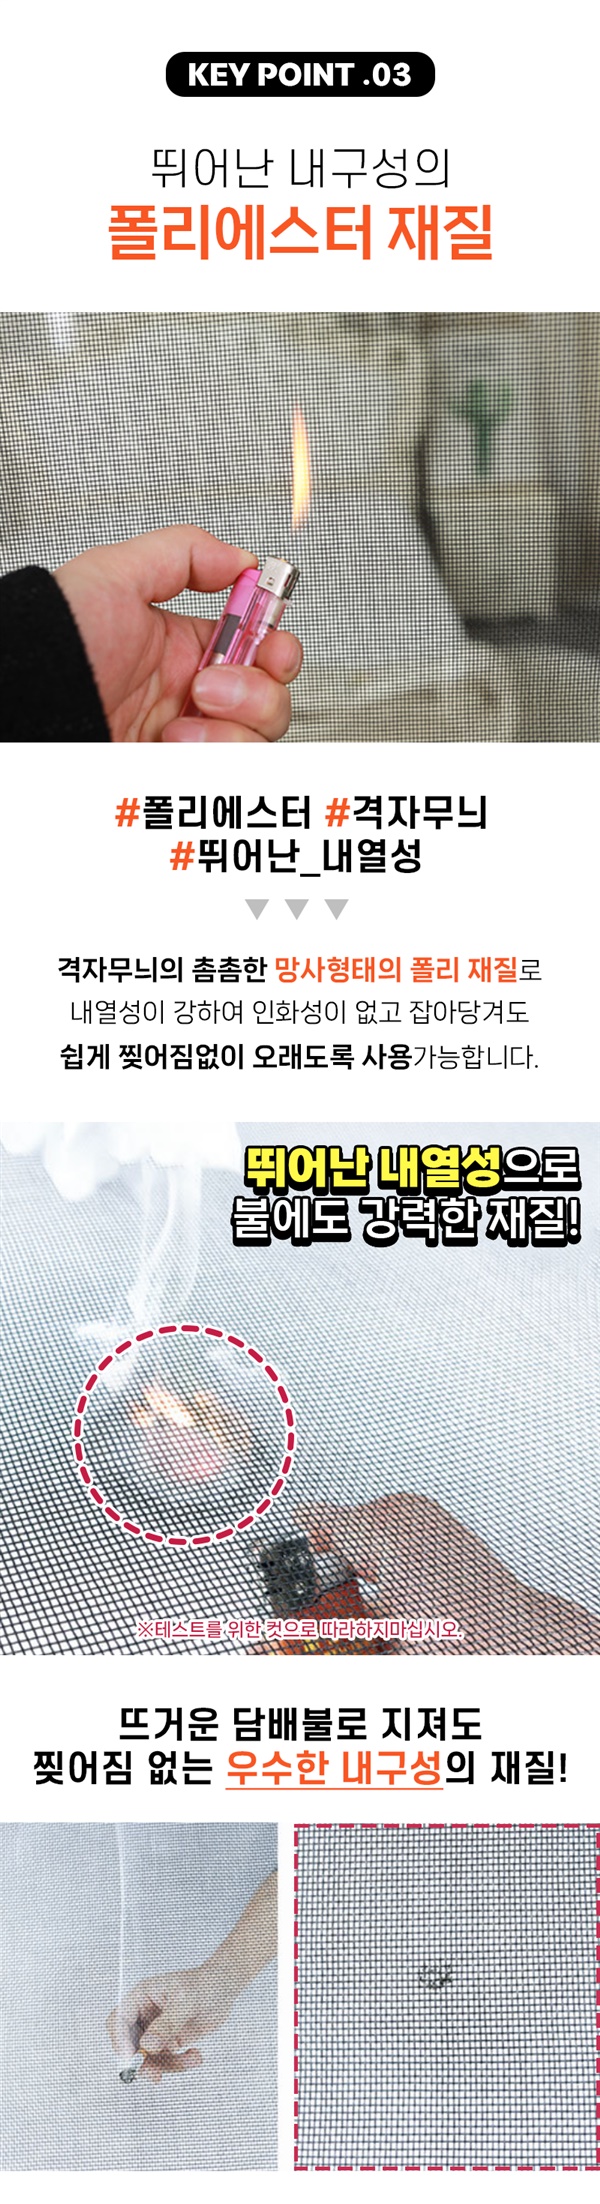 KEY POINT .03
뛰어난 내구성의
폴리에스터 재질
#폴리에스터 #격자무늬
#뛰어난_내열성
격자무늬의 촘촘한 망사형태의 폴리 재질로
내열성이 강하여 인화성이 없고 잡아당겨도
쉽게 찢어짐없이 오래도록 사용가능합니다.
뛰어난 내열성으로
불에도 강력한 재질!
※테스트를 위한 컷으로 따라하지마십시오.
뜨거운 담배불로 지져도
찢어짐 없는 우수한 내구성의 재질!